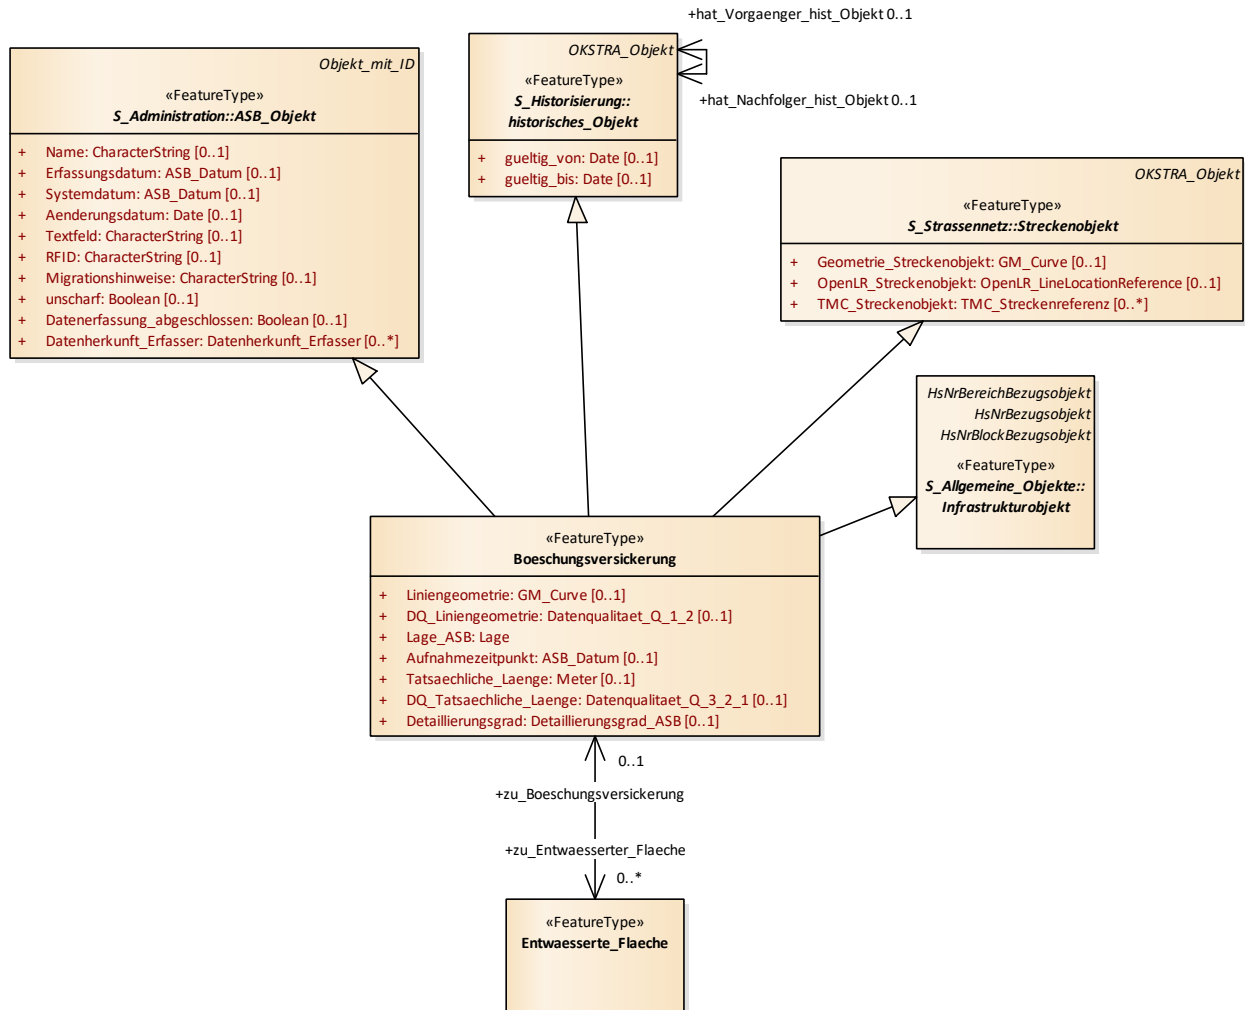 +hat_Vorgaenger_hist_Objekt 0..1
+hat_Nachfolger_hist_Objekt 0..1
Objekt_mit_ID
«FeatureType»
S_Administration::ASB_Objekt
+ Name: CharacterString [0..1]
+ Erfassungsdatum: ASB_Datum [0..1]
+ Systemdatum: ASB_Datum [0..1]
+ Aenderungsdatum: Date [0..1]
+ Textfeld: CharacterString [0..1]
+ RFID: CharacterString [0..1]
+ Migrationshinweise: CharacterString [0..1]
+ unscharf: Boolean [0..1]
+ Datenerfassung_abgeschlossen: Boolean [0..1]
+ Datenherkunft_Erfasser: Datenherkunft_Erfasser [0..*]
OKSTRA_Objekt
«FeatureType»
S_Historisierung::
historisches_Objekt
+ gueltig_von: Date [0..1]
+ gueltig_bis: Date [0..1]
OKSTRA_Objekt
«FeatureType»
S_Strassennetz::Streckenobjekt
+ Geometrie_Streckenobjekt: GM_Curve [0..1]
+ OpenLR_Streckenobjekt: OpenLR_LineLocationReference [0..1]
+ TMC_Streckenobjekt: TMC_Streckenreferenz [0..*]
HsNrBereichBezugsobjekt
HsNrBezugsobjekt
HsNrBlockBezugsobjekt
«FeatureType»
S_Allgemeine_Objekte::
Infrastrukturobjekt
«FeatureType»
Boeschungsversickerung
+ Liniengeometrie: GM_Curve [0..1]
+ DQ_Liniengeometrie: Datenqualitaet_Q_1_2 [0..1]
+ Lage_ASB: Lage
+ Aufnahmezeitpunkt: ASB_Datum [0..1]
+ Tatsaechliche_Laenge: Meter [0..1]
+ DQ_Tatsaechliche_Laenge: Datenqualitaet_Q_3_2_1 [0..1]
+ Detaillierungsgrad: Detaillierungsgrad_ASB [0..1]
0..1
+zu_Boeschungsversickerung
+zu_Entwaesserter_Flaeche
0..*
«FeatureType»
Entwaesserte_Flaeche